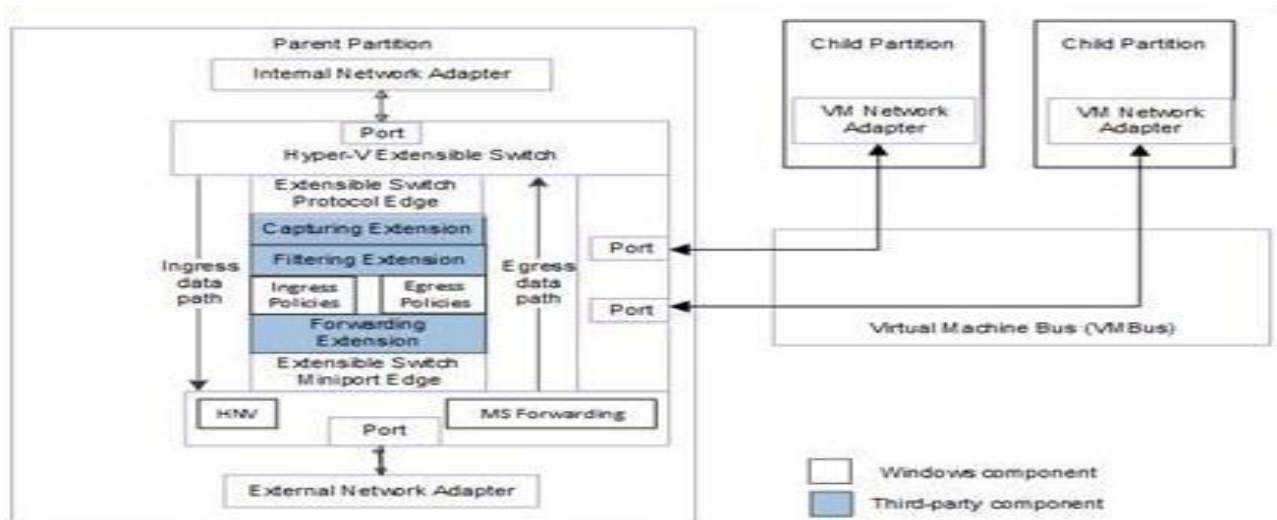 Parent Partition
Internal Network Adapter
Port
Hyper-V Extensible Switch
Extensible Switch
Protocol Edge
Capturing Extension
Filtering Extension
Ingress
Policies
Egress
Policies
Forwarding
Extension
Extensible Switch
Miniport Edge
Ingress
data
path
Egress
data
path
Port
Port
HNV
MS Forwarding
Port
External Network Adapter
Child Partition
VM Network
Adapter
Child Partition
VM Network
Adapter
Virtual Machine Bus (VMBus)
Windows component
Third-party component